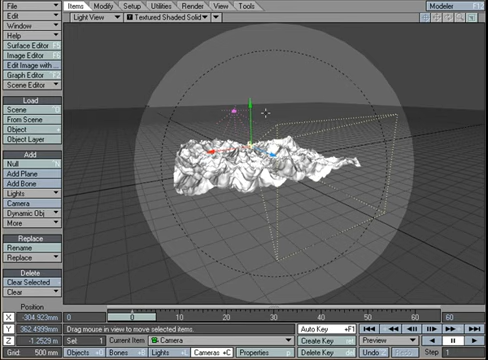 File
Edit
Window
Help
Surface Editor F5
Image Editor F6
Edit Image with ...
Graph Editor
Scene Editor
Load
Scene
From Scene
Object +
Object Layer
Add
Null
Add Plane
Add Bone
Lights
Camera
Dynamic Obj
More
Replace
Rename
Replace
Delete
Clear Selected
Clear
Items Modify Setup Utilities Render View Tools
Modeler
Light View Textured Shaded Solid
Position
X -304.923mm
Y 362.4999mm
Z -1.2529 m
Grid: 500 mm
0 0 10 20 30 40 50 60 60
Drag mouse in view to move selected items.
Auto Key +F1
Sel: 1 Current Item Camera
Create Key
Preview
Objects Bones Lights Cameras +C Properties p
Delete Key
Undo
Step 1